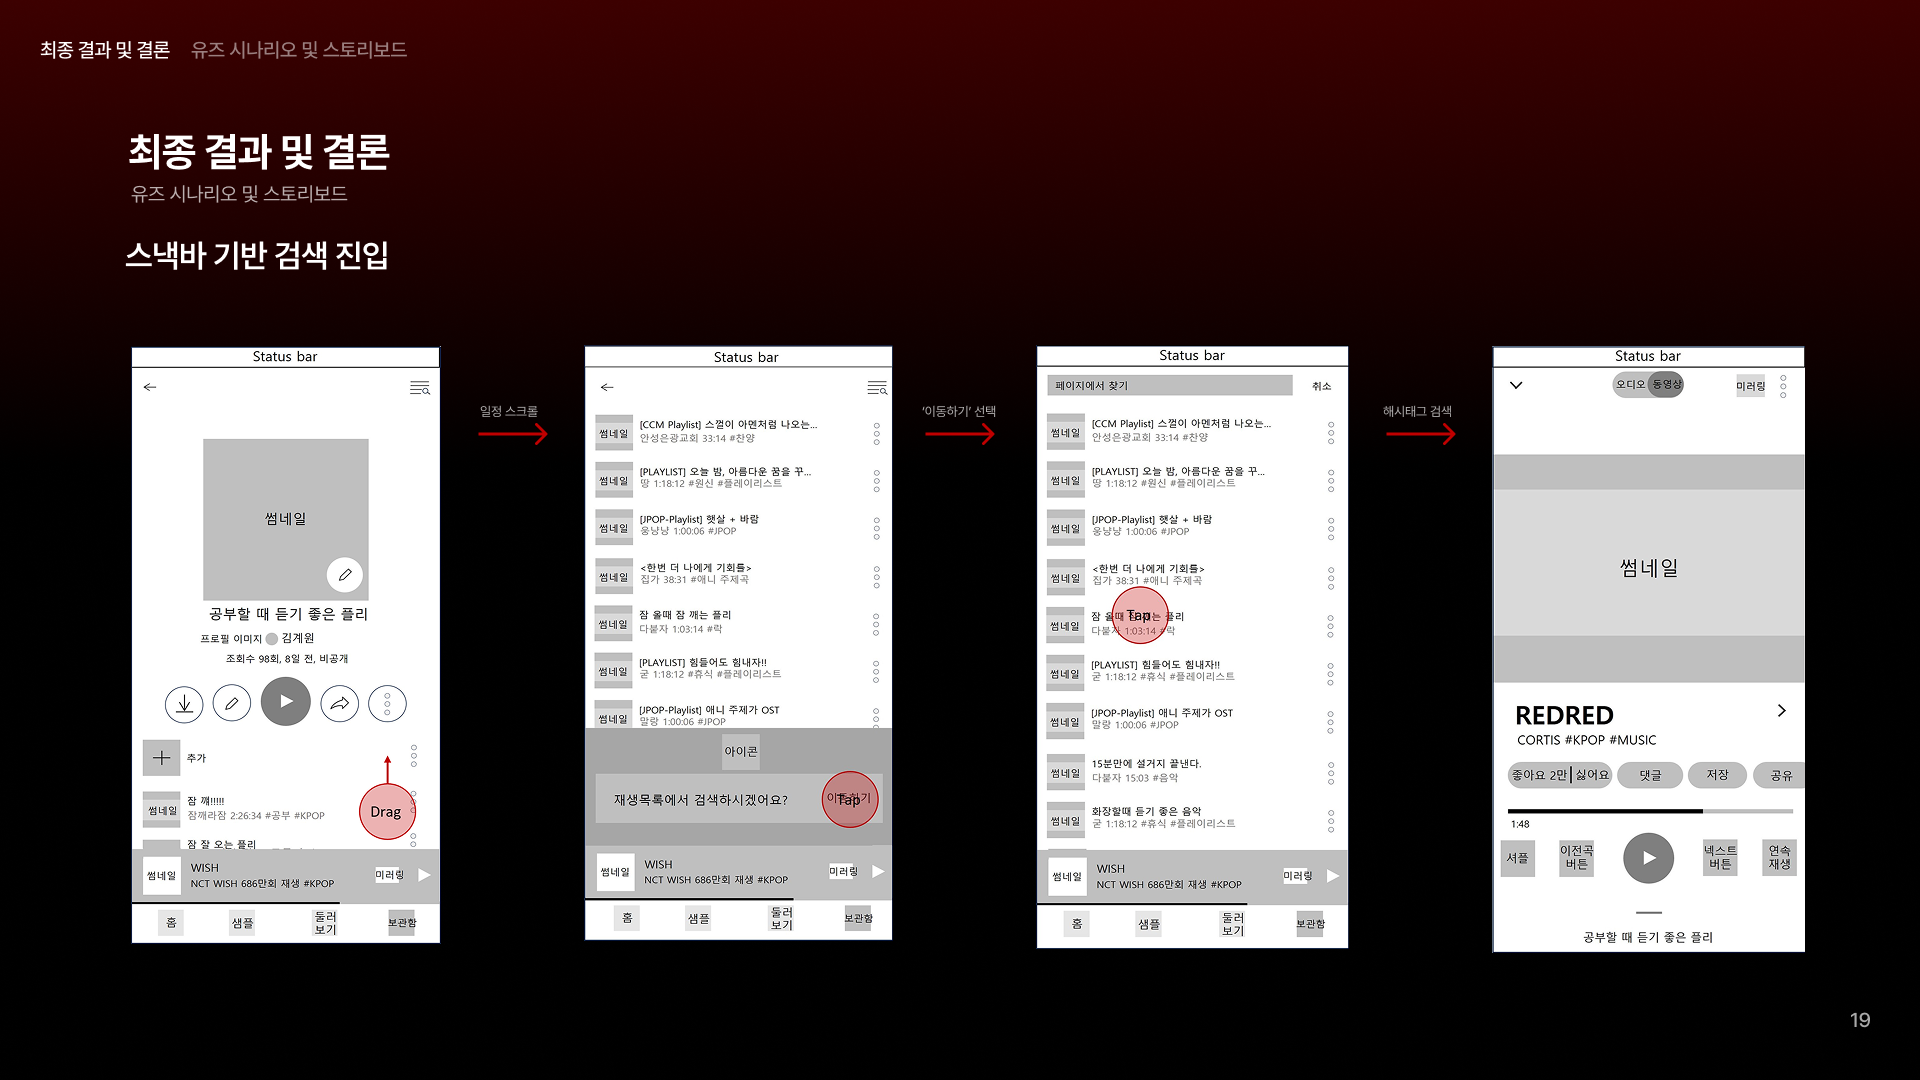 최종 결과 및 결론 유즈 시나리오 및 스토리보드
최종 결과 및 결론
유즈 시나리오 및 스토리보드
스낵바 기반 검색 진입
Status bar
썸네일
공부할 때 듣기 좋은 플리
프로필 이미지 김계원
조회수 98회, 8일 전, 비공개
추가
썸네일
잠 깨!!!!!
잠깨라잠 2:26:34 #공부 #KPOP
Drag
잠 잘 오는 플리
썸네일
WISH
NCT WISH 686만회 재생 #KPOP
미러링
홈
샘플
둘러
보기
보관함
일정 스크롤
Status bar
썸네일
[CCM Playlist] 스껄이 아멘처럼 나오는...
안성은광교회 33:14 #찬양
썸네일
[PLAYLIST] 오늘 밤, 아름다운 꿈을 꾸...
땅 1:18:12 #원신 #플레이리스트
썸네일
[JPOP-Playlist] 햇살 + 바람
웅냥냥 1:00:06 #JPOP
썸네일
<한번 더 나에게 기회를>
집가 38:31 #애니 주제곡
썸네일
잠 올때 잠 깨는 플리
다붙자 1:03:14 #락
썸네일
[PLAYLIST] 힘들어도 힘내자!!
굳 1:18:12 #휴식 #플레이리스트
썸네일
[JPOP-Playlist] 애니 주제가 OST
말랑 1:00:06 #JPOP
아이콘
재생목록에서 검색하시겠어요?
이동하기
Tap
썸네일
WISH
NCT WISH 686만회 재생 #KPOP
미러링
홈
샘플
둘러
보기
보관함
'이동하기' 선택
Status bar
페이지에서 찾기
취소
썸네일
[CCM Playlist] 스껄이 아멘처럼 나오는...
안성은광교회 33:14 #찬양
썸네일
[PLAYLIST] 오늘 밤, 아름다운 꿈을 꾸...
땅 1:18:12 #원신 #플레이리스트
썸네일
[JPOP-Playlist] 햇살 + 바람
웅냥냥 1:00:06 #JPOP
썸네일
<한번 더 나에게 기회를>
집가 38:31 #애니 주제곡
썸네일
잠 올때 잠 깨는 플리
다붙자 1:03:14 #락
Tap
썸네일
[PLAYLIST] 힘들어도 힘내자!!
굳 1:18:12 #휴식 #플레이리스트
썸네일
[JPOP-Playlist] 애니 주제가 OST
말랑 1:00:06 #JPOP
썸네일
15분만에 설거지 끝낸다.
다붙자 15:03 #음악
썸네일
화장할때 듣기 좋은 음악
굳 1:18:12 #휴식 #플레이리스트
썸네일
WISH
NCT WISH 686만회 재생 #KPOP
미러링
홈
샘플
둘러
보기
보관함
해시태그 검색
Status bar
오디오 동영상
미러링
썸네일
REDRED
CORTIS #KPOP #MUSIC
좋아요 2만 싫어요
댓글
저장
공유
1:48
셔플
이전곡
버튼
넥스트
버튼
연속
재생
공부할 때 듣기 좋은 플리
19